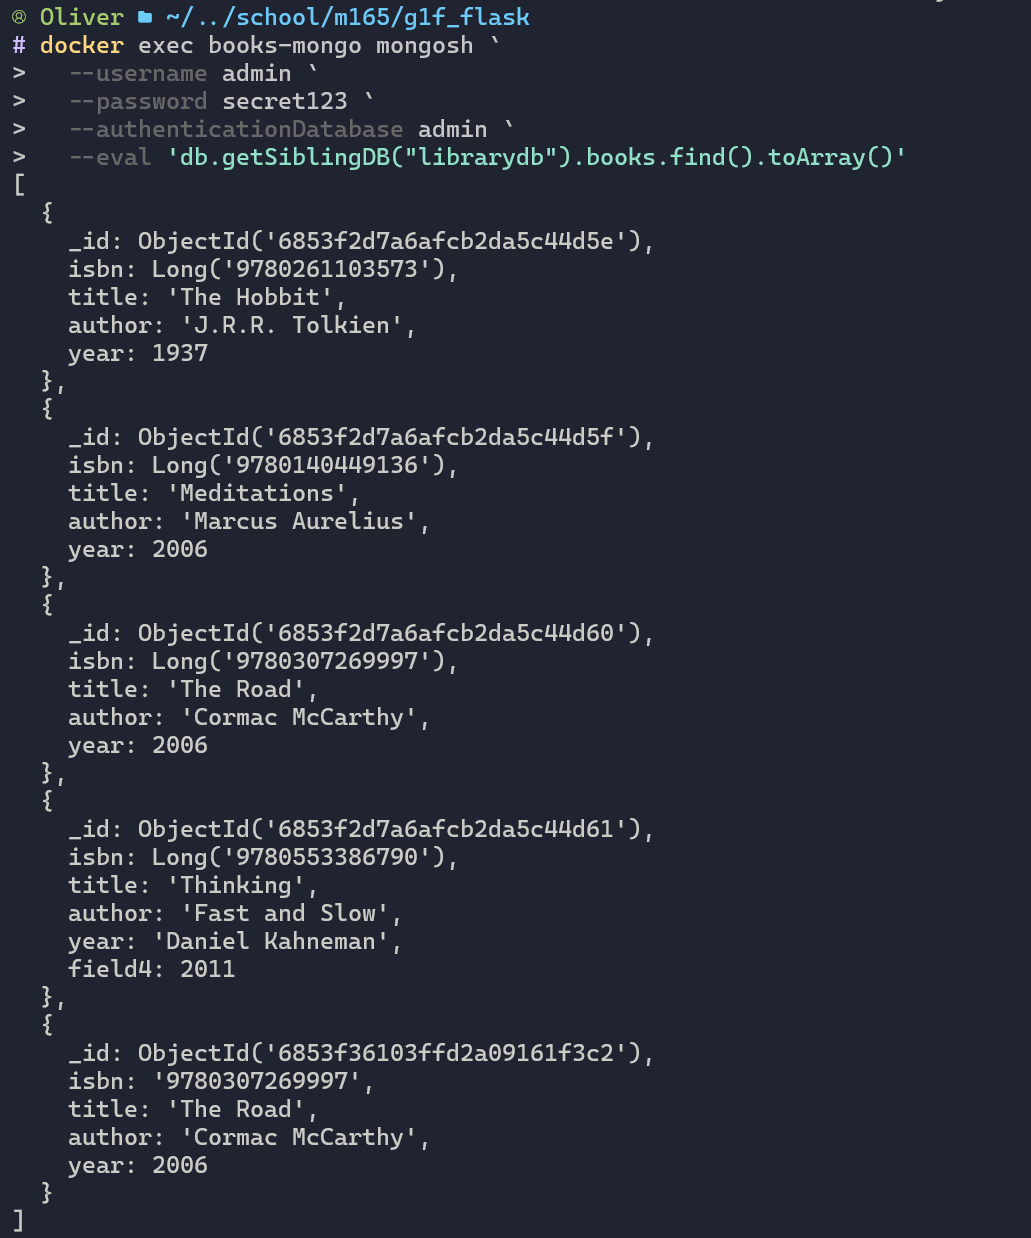 Oliver ~/../school/m165/g1f_flask
# docker exec books-mongo mongosh `
>   --username admin `
>   --password secret123 `
>   --authenticationDatabase admin `
>   --eval 'db.getSiblingDB("librarydb").books.find().toArray()'
[
  {
    _id: ObjectId('6853f2d7a6afcb2da5c44d5e'),
    isbn: Long('9780261103573'),
    title: 'The Hobbit',
    author: 'J.R.R. Tolkien',
    year: 1937
  },
  {
    _id: ObjectId('6853f2d7a6afcb2da5c44d5f'),
    isbn: Long('9780140449136'),
    title: 'Meditations',
    author: 'Marcus Aurelius',
    year: 2006
  },
  {
    _id: ObjectId('6853f2d7a6afcb2da5c44d60'),
    isbn: Long('9780307269997'),
    title: 'The Road',
    author: 'Cormac McCarthy',
    year: 2006
  },
  {
    _id: ObjectId('6853f2d7a6afcb2da5c44d61'),
    isbn: Long('9780553386790'),
    title: 'Thinking',
    author: 'Fast and Slow',
    year: 'Daniel Kahneman',
    field4: 2011
  },
  {
    _id: ObjectId('6853f36103ffd2a09161f3c2'),
    isbn: '9780307269997',
    title: 'The Road',
    author: 'Cormac McCarthy',
    year: 2006
  }
]